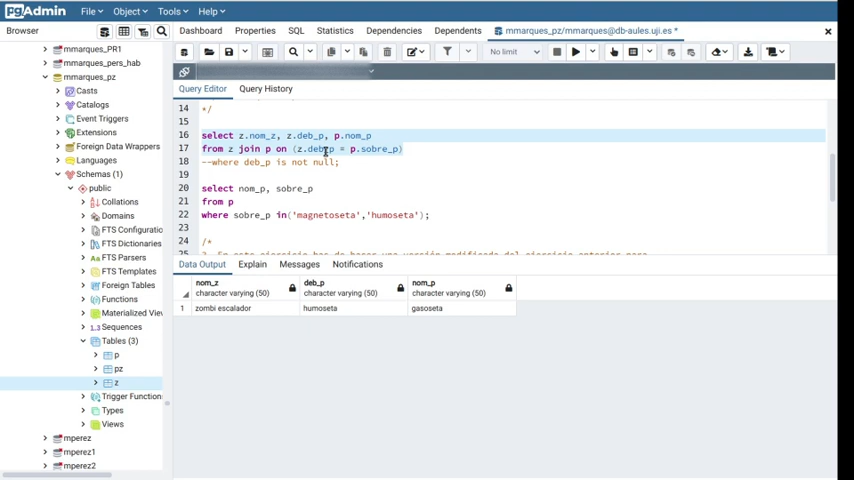 pgAdmin File Object Tools Help
Browser Dashboard Properties SQL Statistics Dependencies Dependents mmarques_pz/mmarques@db-aules.uji.es *
mmarques_PR1
mmarques_pers_hab
mmarques_pz
Casts
Catalogs
Event Triggers
Extensions
Foreign Data Wrappers
Languages
Schemas (1)
public
Collations
Domains
FTS Configuratio
FTS Dictionaries
FTS Parsers
FTS Templates
Foreign Tables
Functions
Materialized View
Sequences
Tables (3)
p
pz
z
Trigger Function
Types
Views
mperez
mperez1
mperez2
No limit
Query Editor Query History
14 */
15
16 select z.nom_z, z.deb_p, p.nom_p
17 from z join p on (z.deb_p = p.sobre_p)
18 --where deb_p is not null;
19
20 select nom_p, sobre_p
21 from p
22 where sobre_p in('magnetoseta','humoseta');
23
24 /*
Data Output Explain Messages Notifications
nom_z deb_p nom_p
character varying (50) character varying (50) character varying (50)
1 zombi escalador humoseta gasoseta